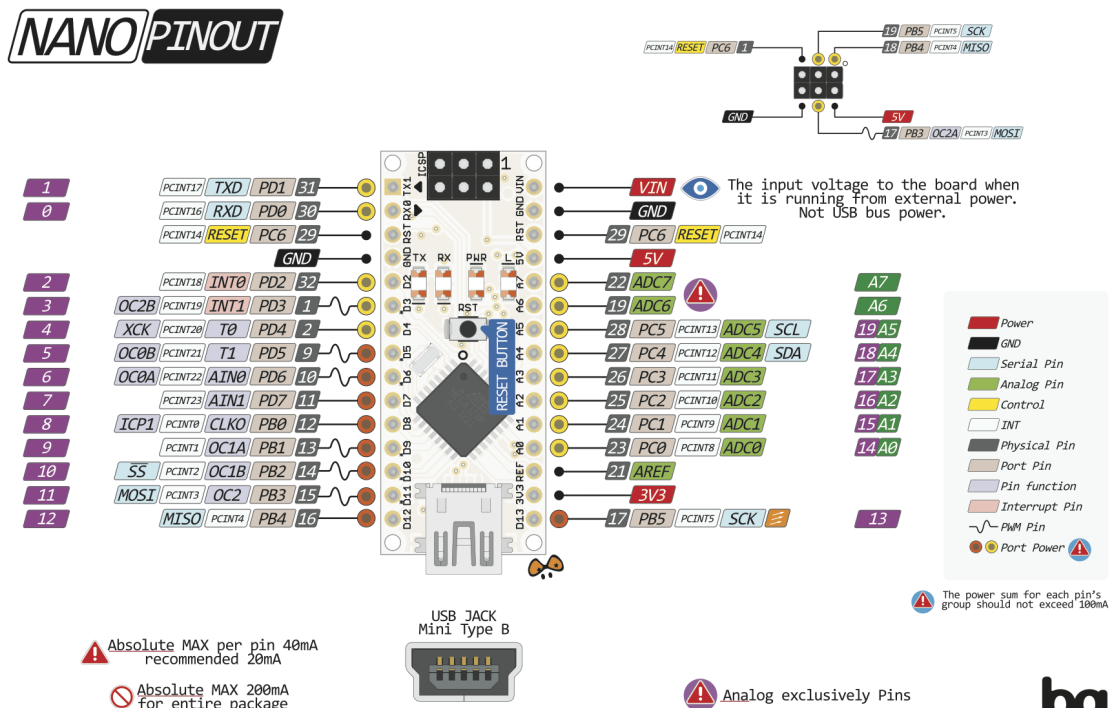 NANO PINOUT
19 PB5 PCINT5 SCK
18 PB4 PCINT4 MISO
PCINT14 RESET PC6 1
GND
5V
17 PB3 OC2A PCINT3 MOSI
ICSP
1
1 PCINT17 TXD PD1 31 TX1
0 PCINT16 RXD PD0 30 RX0
PCINT14 RESET PC6 29 RST
GND GND
2 PCINT18 INT0 PD2 32 D2
3 OC2B PCINT19 INT1 PD3 1 D3
4 XCK PCINT20 T0 PD4 2 D4
5 OC0B PCINT21 T1 PD5 9 D5
6 OC0A PCINT22 AIN0 PD6 10 D6
7 PCINT23 AIN1 PD7 11 D7
8 ICP1 PCINT0 CLKO PB0 12 D8
9 PCINT1 OC1A PB1 13 D9
10 SS PCINT2 OC1B PB2 14 D10
11 MOSI PCINT3 OC2 PB3 15 D11
12 MISO PCINT4 PB4 16 D12
TX RX PWR L
RST
RESET BUTTON
VIN VIN
The input voltage to the board when
it is running from external power.
Not USB bus power.
GND GND
RST 29 PC6 RESET PCINT14
5V 5V
A7 22 ADC7 A7
A6 19 ADC6 A6
A5 28 PC5 PCINT13 ADC5 SCL 19 A5
A4 27 PC4 PCINT12 ADC4 SDA 18 A4
A3 26 PC3 PCINT11 ADC3 17 A3
A2 25 PC2 PCINT10 ADC2 16 A2
A1 24 PC1 PCINT9 ADC1 15 A1
A0 23 PC0 PCINT8 ADC0 14 A0
REF 21 AREF
3V3 3V3
D13 17 PB5 PCINT5 SCK 13
Power
GND
Serial Pin
Analog Pin
Control
INT
Physical Pin
Port Pin
Pin function
Interrupt Pin
PWM Pin
Port Power
The power sum for each pin's
group should not exceed 100mA
USB JACK
Mini Type B
Absolute MAX per pin 40mA
recommended 20mA
Absolute MAX 200mA
for entire package
Analog exclusively Pins
bq